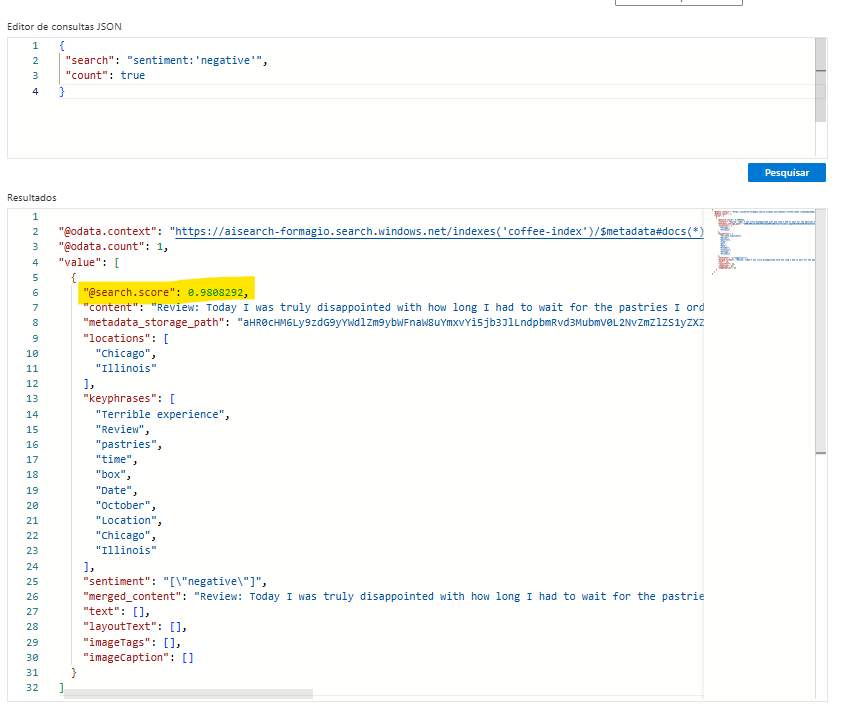 Editor de consultas JSON
1 {
2 "search": "sentiment:'negative'",
3 "count": true
4 }
Pesquisar
Resultados
1
2 "@odata.context": "https://aisearch-formagio.search.windows.net/indexes('coffee-index')/$metadata#docs(*)
3 "@odata.count": 1,
4 "value": [
5 {
6 "@search.score": 0.9808292,
7 "content": "Review: Today I was truly disappointed with how long I had to wait for the pastries I ord
8 "metadata_storage_path":
9 "locations": [
10 "Chicago",
11 "Illinois"
12 ],
13 "keyphrases": [
14 "Terrible experience",
15 "Review",
16 "pastries",
17 "time",
18 "box",
19 "Date",
20 "October",
21 "Location",
22 "Chicago",
23 "Illinois"
24 ],
25 "sentiment": "[\"negative\"]",
26 "merged_content": "Review: Today I was truly disappointed with how long I had to wait for the pastrie
27 "text": [],
28 "layoutText": [],
29 "imageTags": [],
30 "imageCaption": []
31 }
32 ]